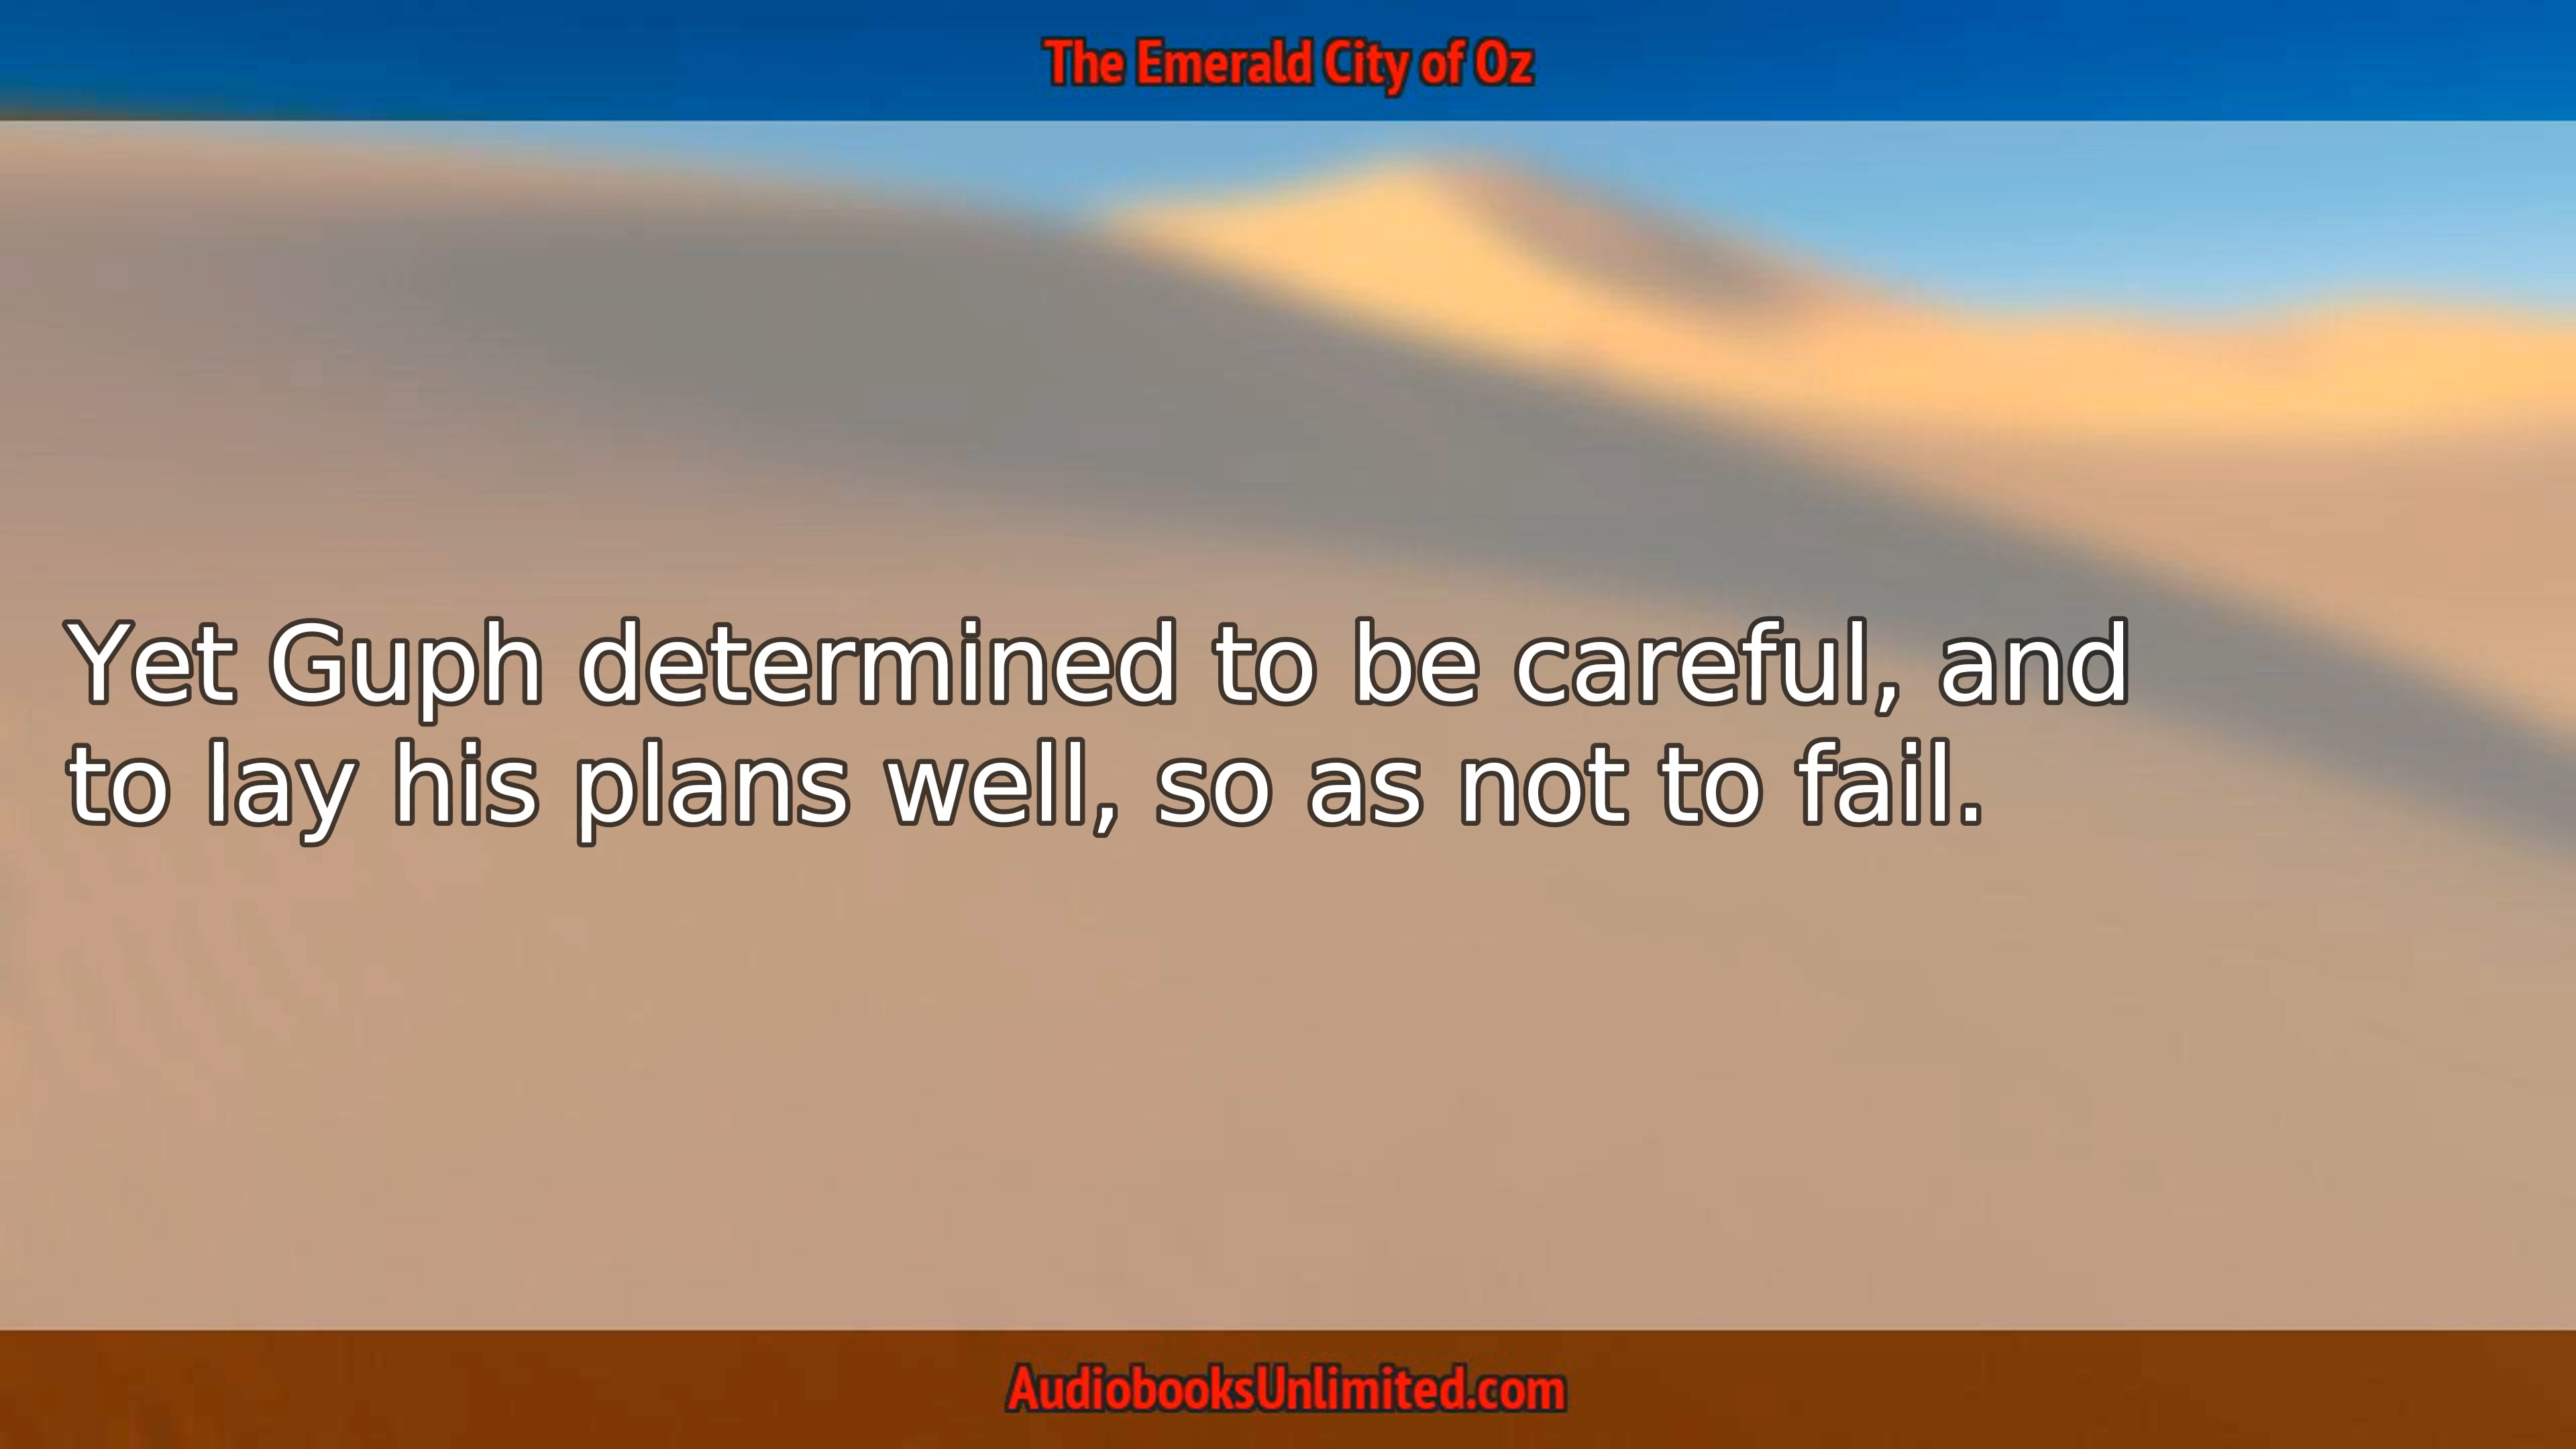 The Emerald City of Oz
Yet Guph determined to be careful, and
to lay his plans well, so as not to fail.
AudiobooksUnlimited.com